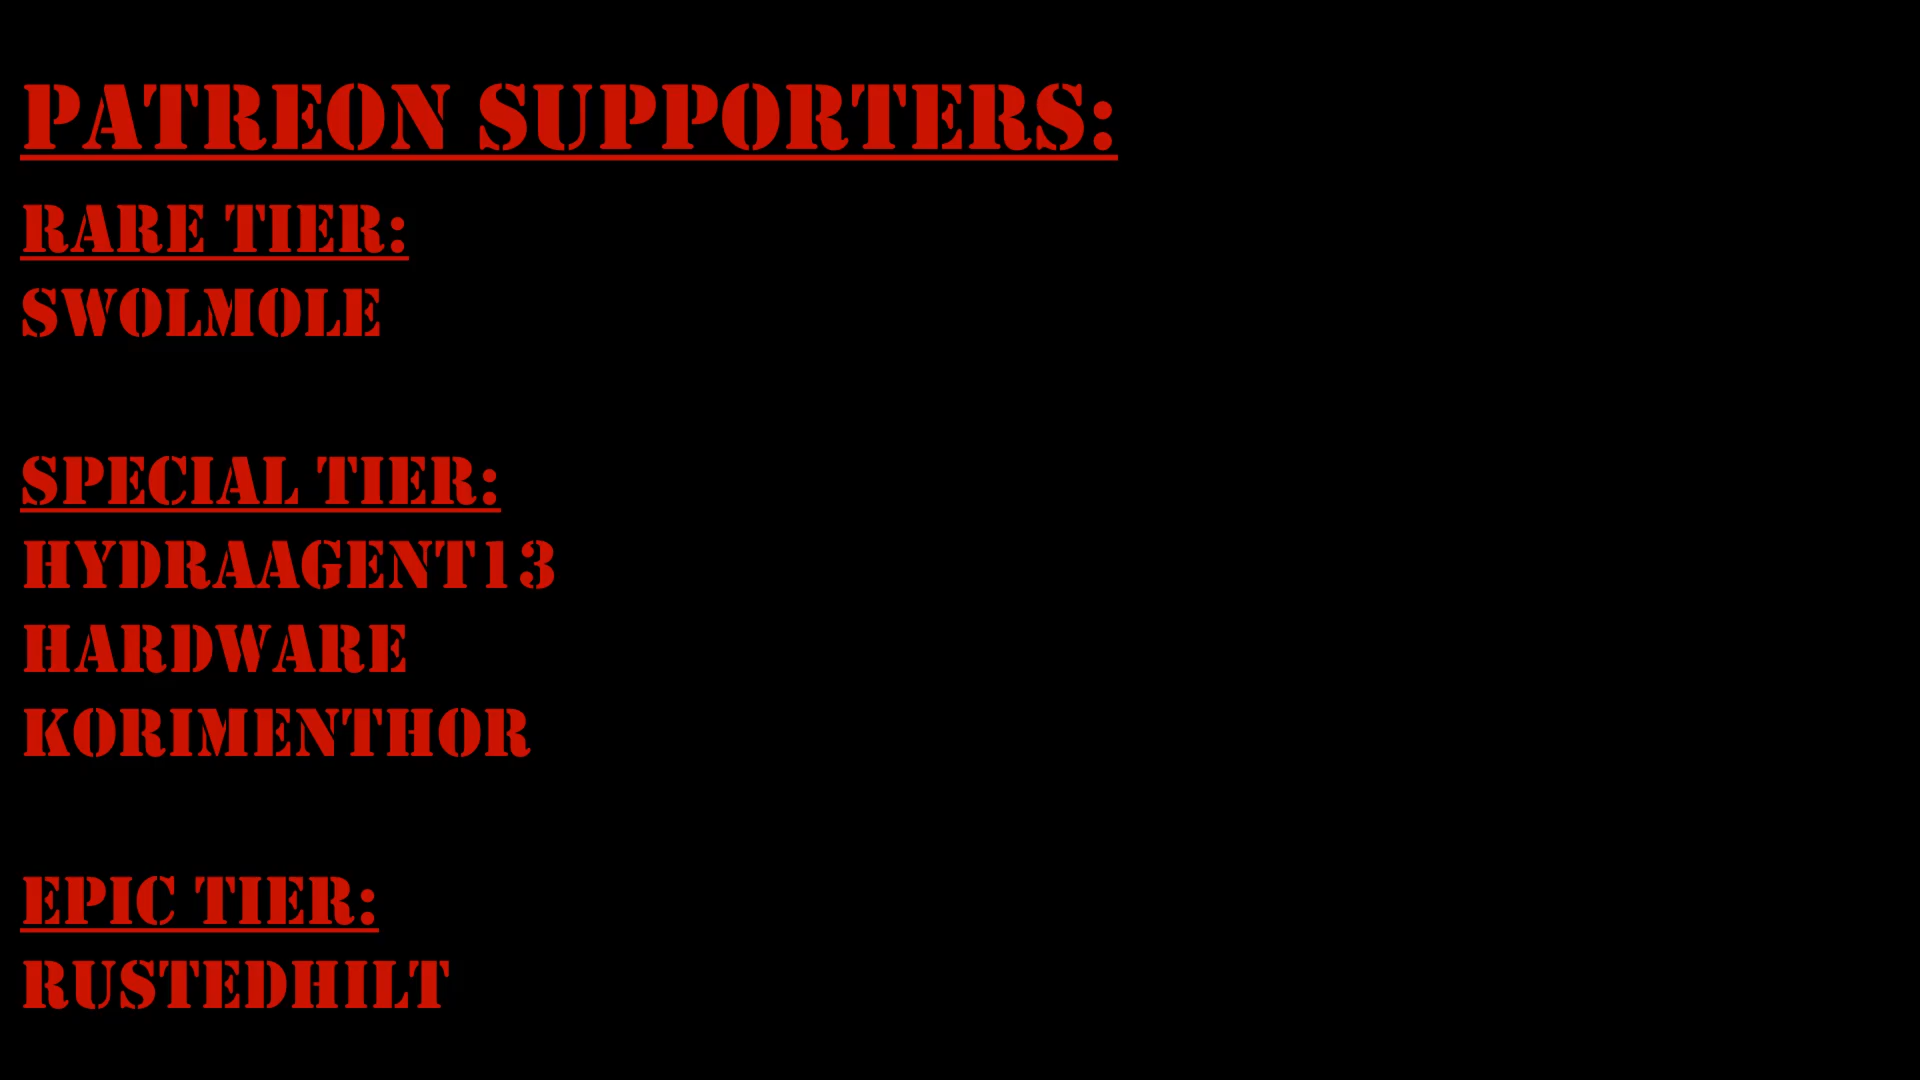 PATREON SUPPORTERS:
RARE TIER:
SWOLMOLE
SPECIAL TIER:
HYDRAAGENT13
HARDWARE
KORIMENTHOR
EPIC TIER:
RUSTEDHILT